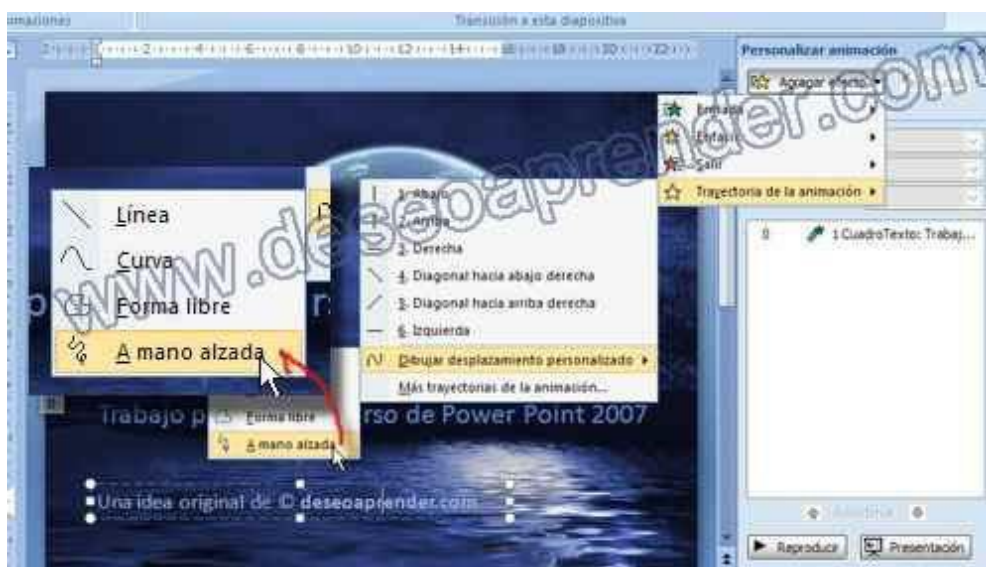 Transición a esta diapositiva
Personalizar animación
Agregar efecto
Entrada
Énfasis
Salir
Trayectoria de la animación
1. Abajo
2. Arriba
3. Derecha
4. Diagonal hacia abajo derecha
5. Diagonal hacia arriba derecha
6. Izquierda
Dibujar desplazamiento personalizado
Más trayectorias de la animación...
Línea
Curva
Forma libre
A mano alzada
0 1 CuadroTexto: Trabaj...
Trabajo p rso de Power Point 2007
Forma libre
A mano alzada
Una idea original de © deseoaprender.com
Reproducir
Presentación
www.deseoaprender.com